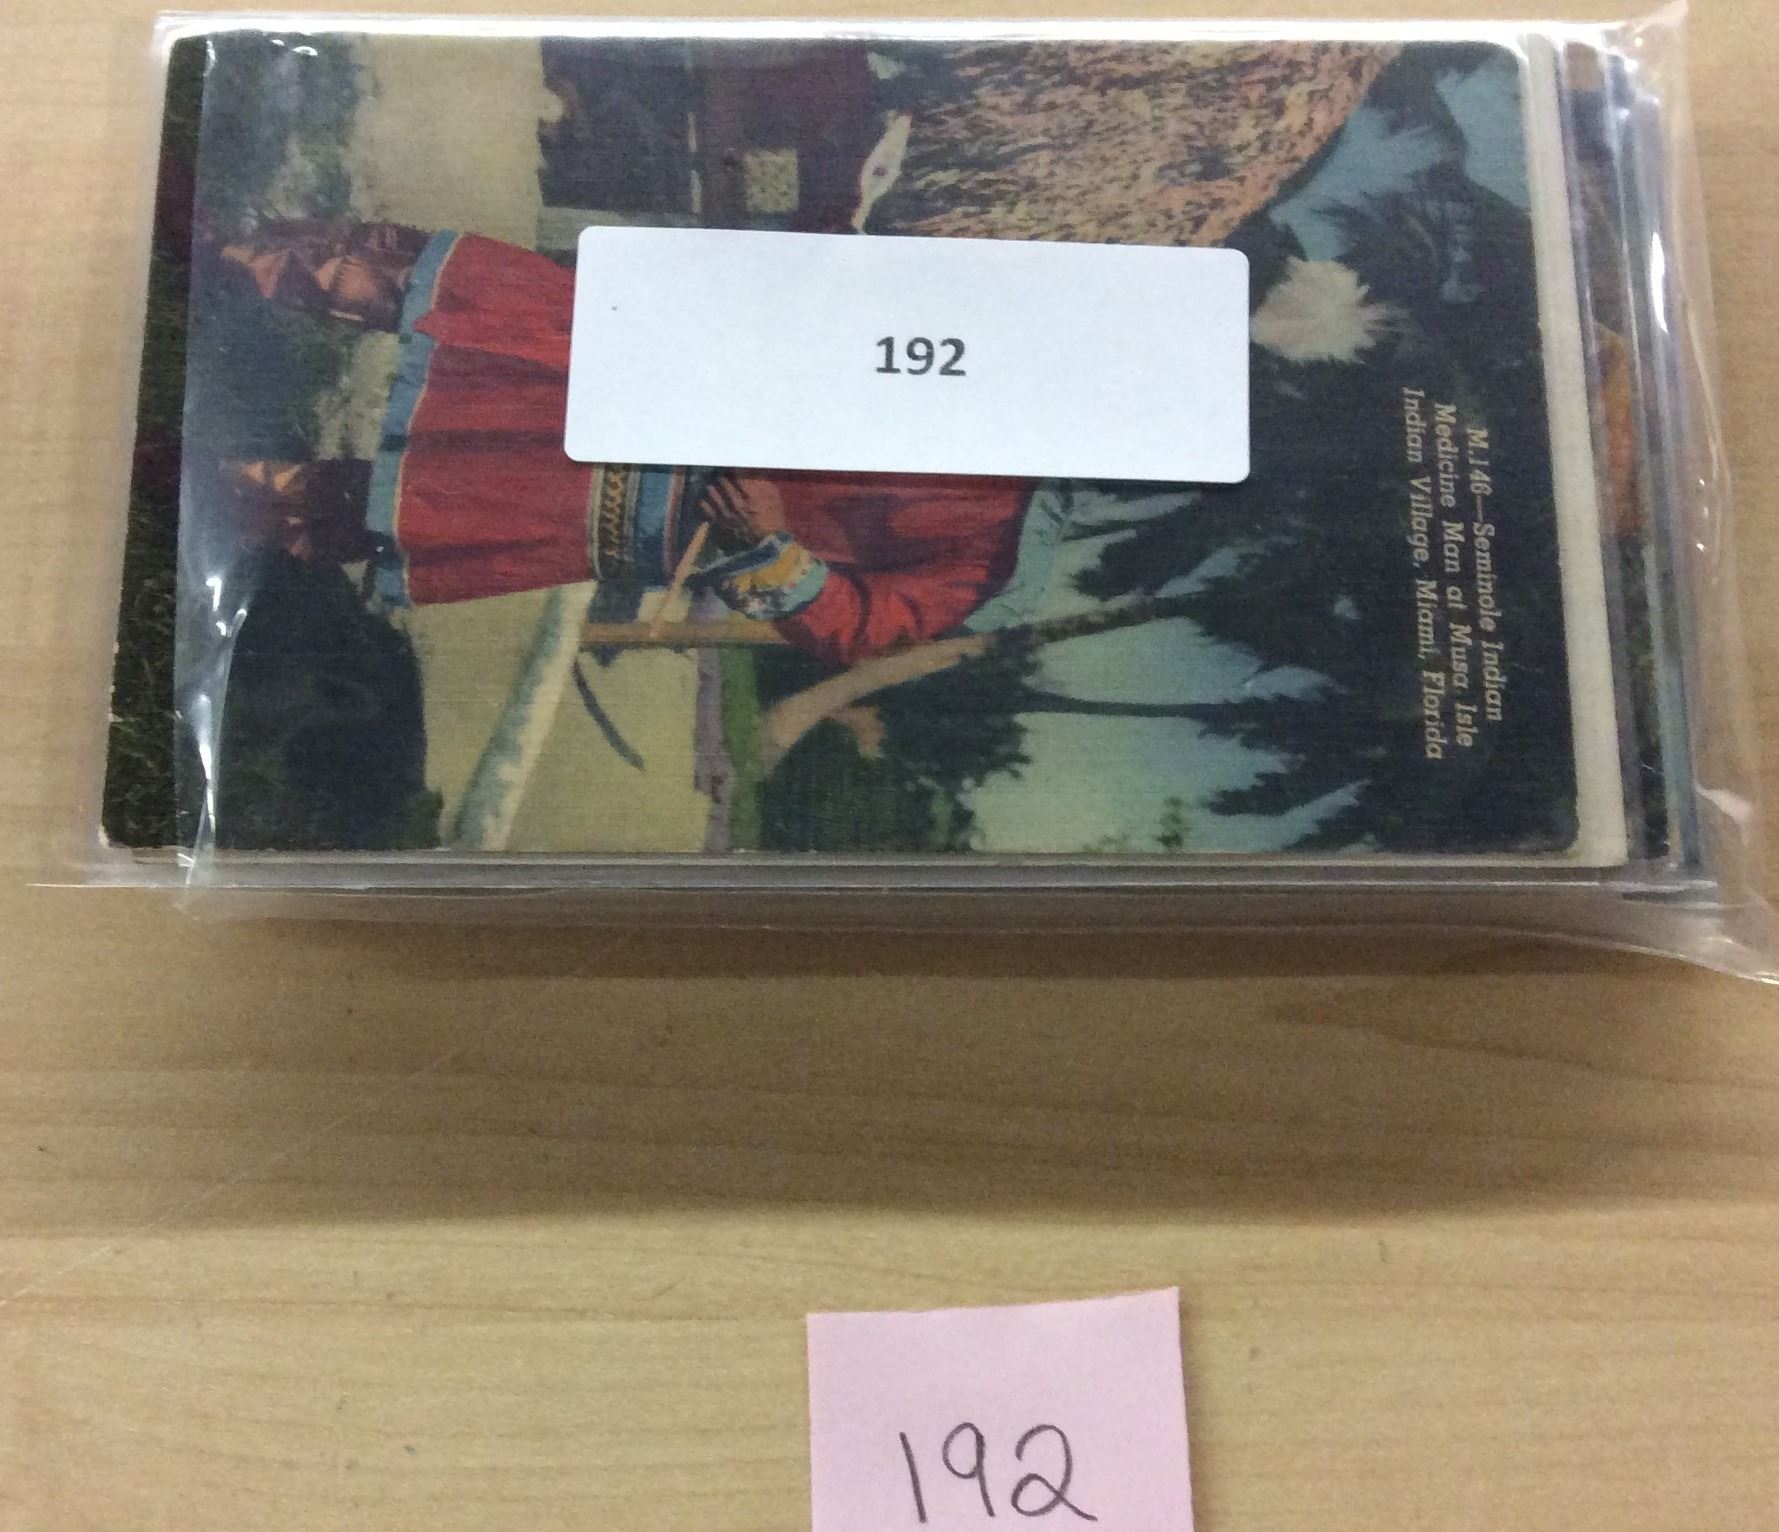 192
M.146—Seminole Indian
Medicine Man at Musa Isle
Indian Village, Miami, Florida
192